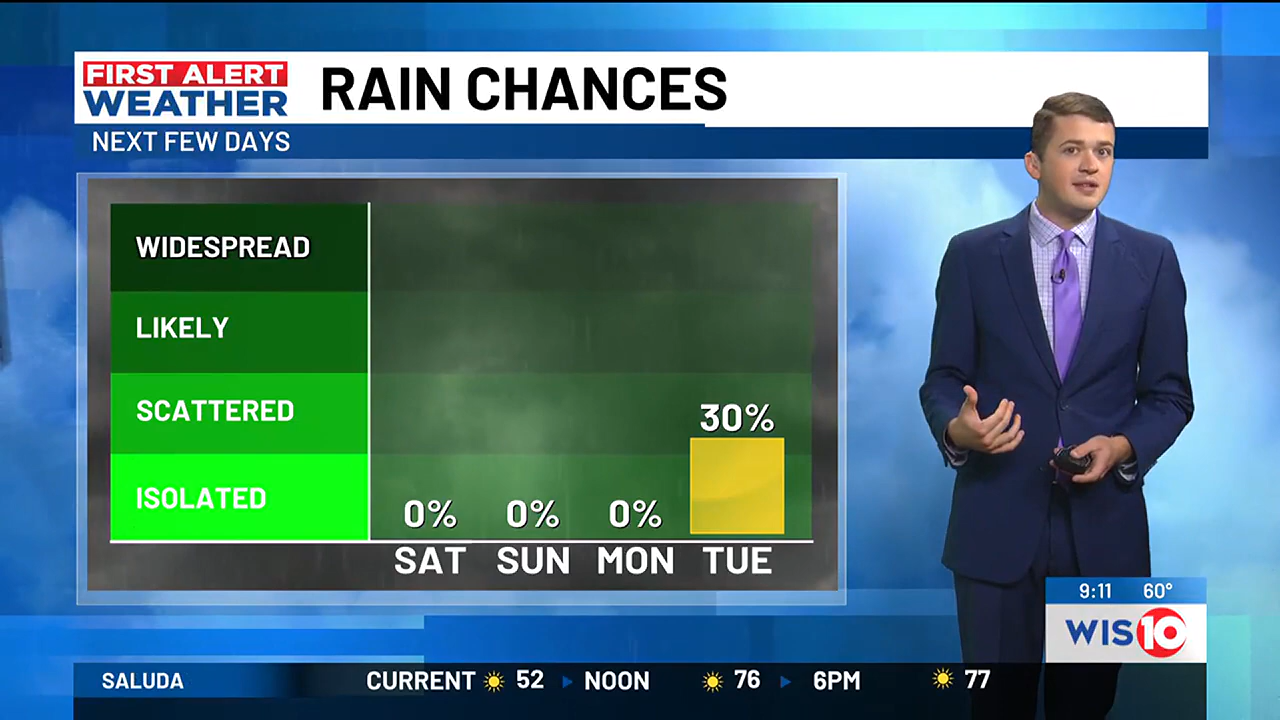 FIRST ALERT
WEATHER
RAIN CHANCES
NEXT FEW DAYS
WIDESPREAD
LIKELY
SCATTERED
ISOLATED
30%
0% 0% 0%
SAT SUN MON TUE
9:11 60°
WIS10
SALUDA CURRENT 52 NOON 76 6PM 77